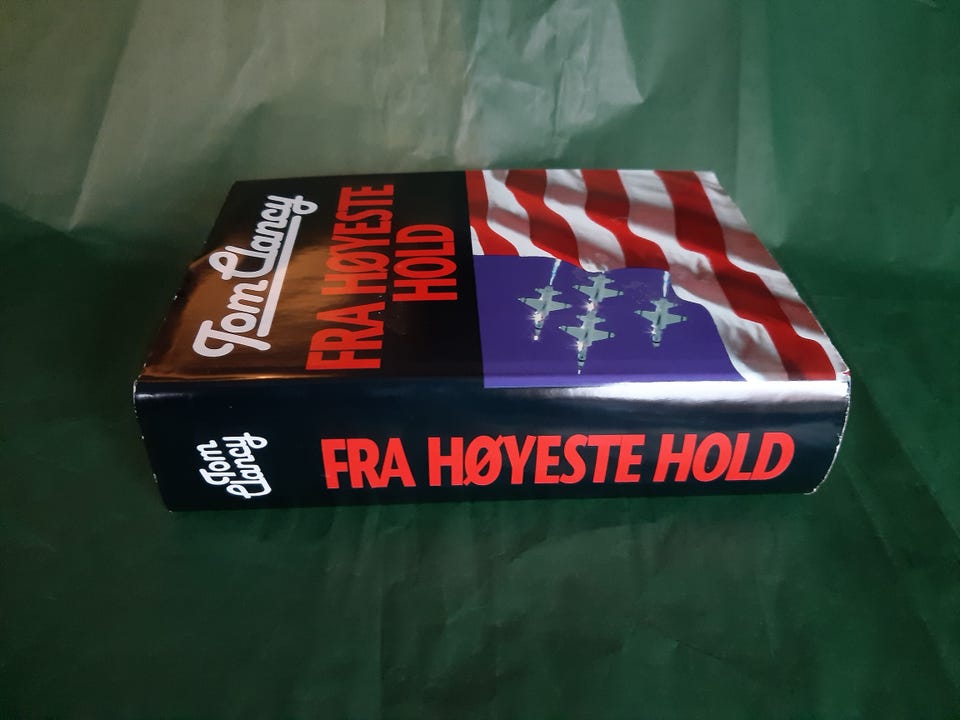 Tom Clancy
FRA HØYESTE
HOLD
Tom
Clancy
FRA HØYESTE HOLD